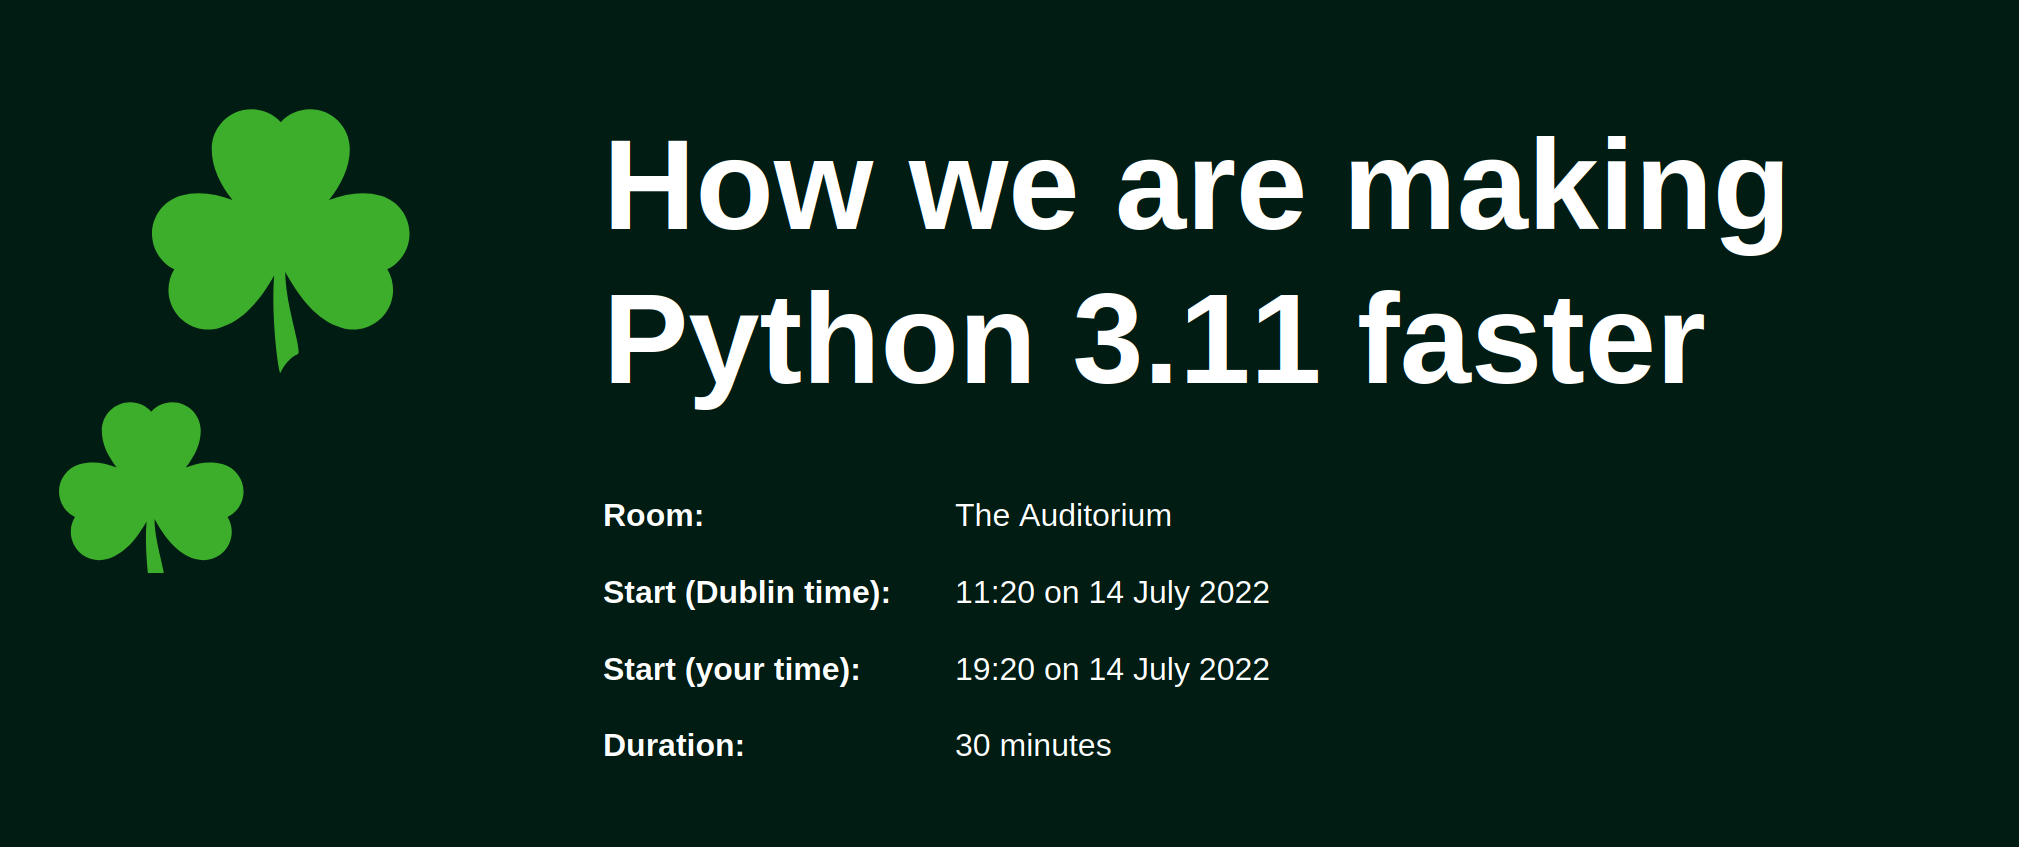 How we are making
Python 3.11 faster
Room: The Auditorium
Start (Dublin time): 11:20 on 14 July 2022
Start (your time): 19:20 on 14 July 2022
Duration: 30 minutes